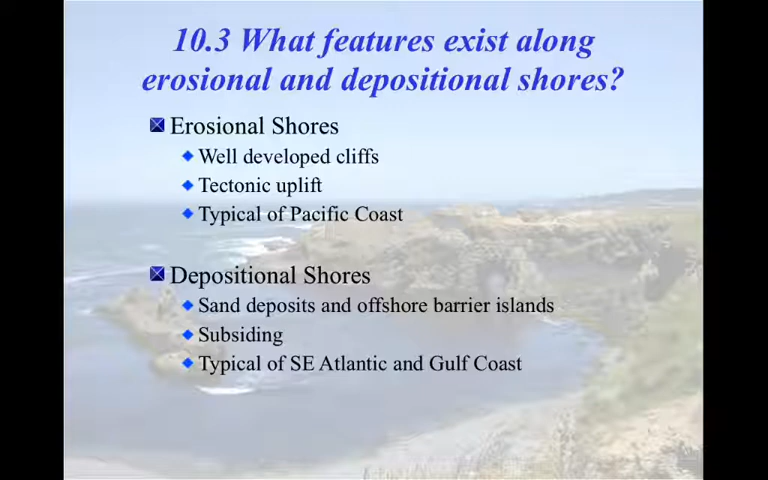 10.3 What features exist along
erosional and depositional shores?
Erosional Shores
Well developed cliffs
Tectonic uplift
Typical of Pacific Coast
Depositional Shores
Sand deposits and offshore barrier islands
Subsiding
Typical of SE Atlantic and Gulf Coast